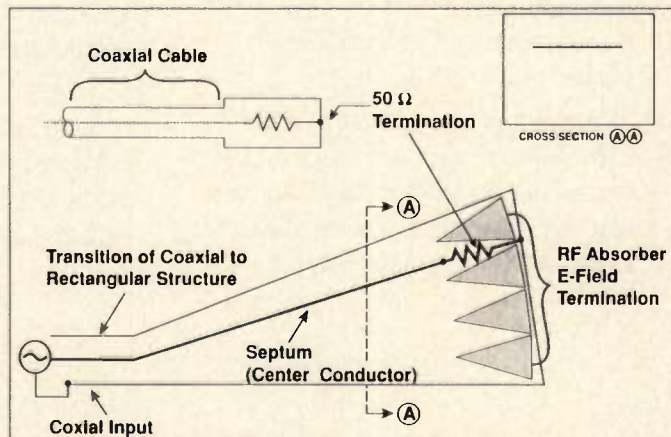 Coaxial Cable
50 Ω
Termination
CROSS SECTION ⒶⒶ
Ⓐ
Transition of Coaxial to
Rectangular Structure
RF Absorber
E-Field
Termination
Septum
(Center Conductor)
Ⓐ
Coxial Input